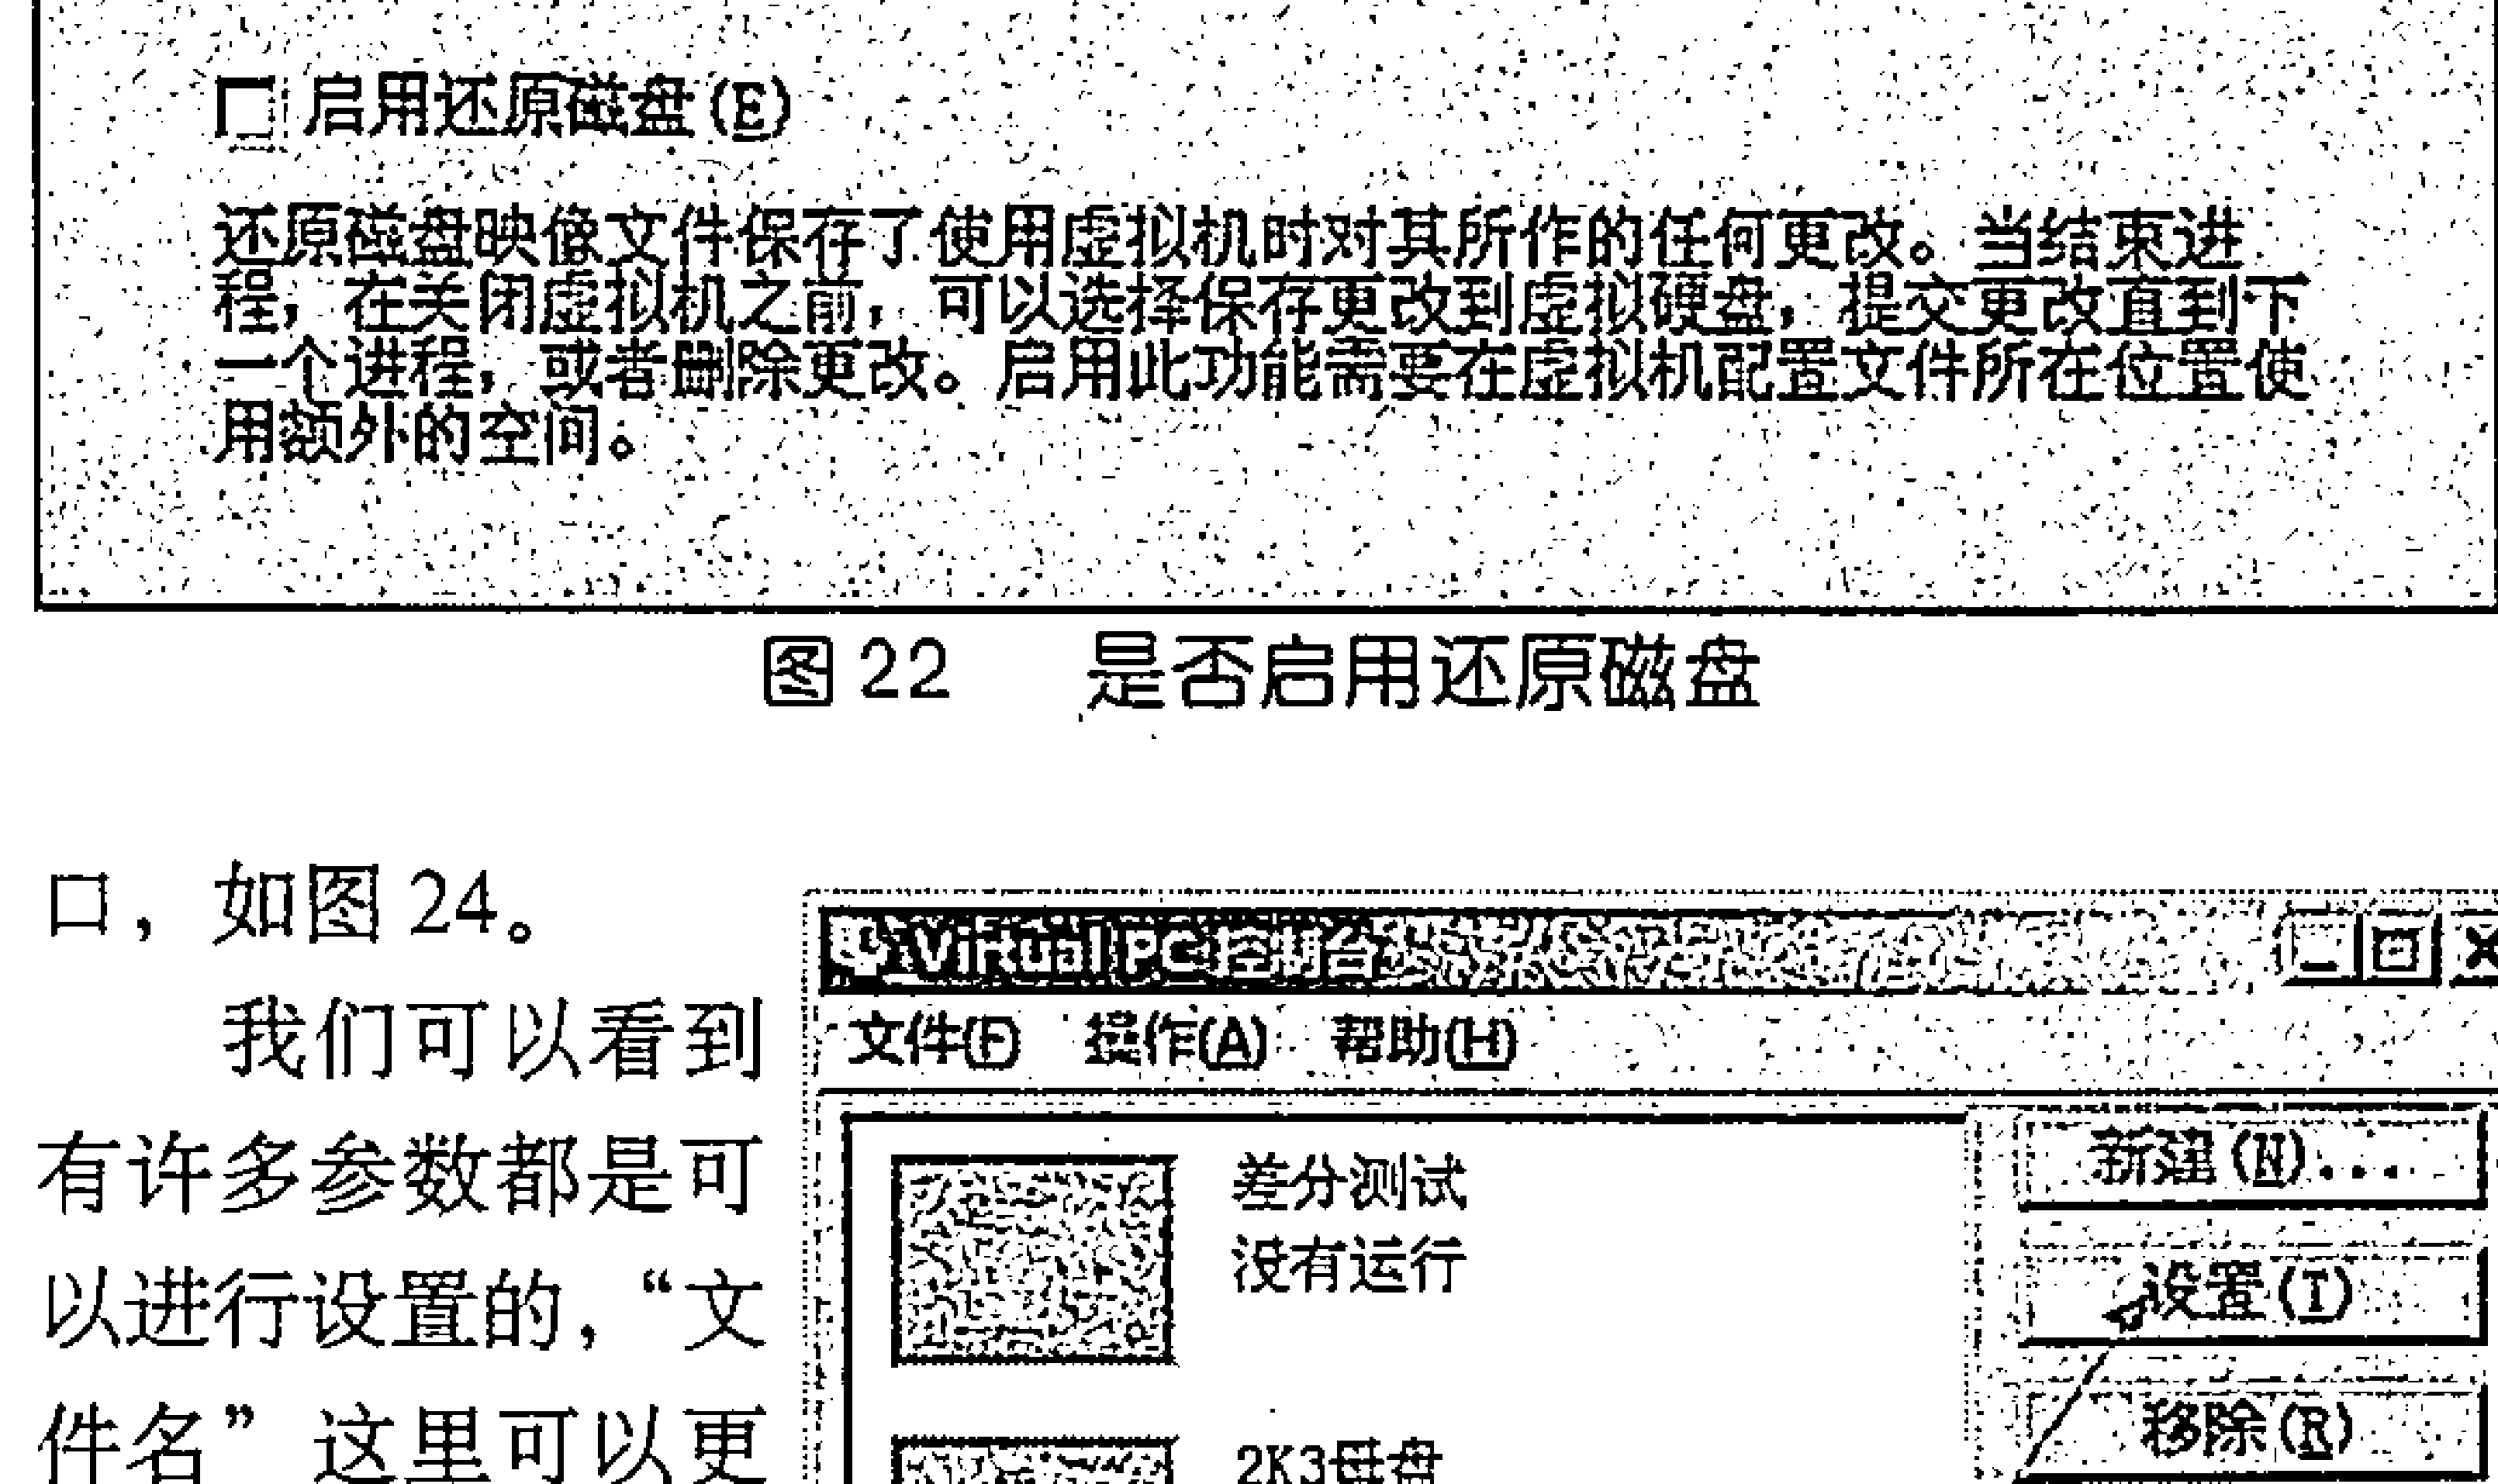 启用还原磁盘(E)
还原磁盘映像文件保存了使用虚拟机时对其所作的任何更改。当结束进
程，在关闭虚拟机之前，可以选择保存更改到虚拟硬盘，提交更改直到下
一个进程，或者删除更改。启用此功能需要在虚拟机配置文件所在位置使
用额外的空间。
图 22 是否启用还原磁盘
口，如图 24。
我们可以看到
有许多参数都是可
以进行设置的，“文
件名”这里可以更
Virtual PC 控制台
文件(F) 操作(A) 帮助(H)
差分测试
没有运行
2K3母盘
新建(N)...
设置(T)
移除(R)